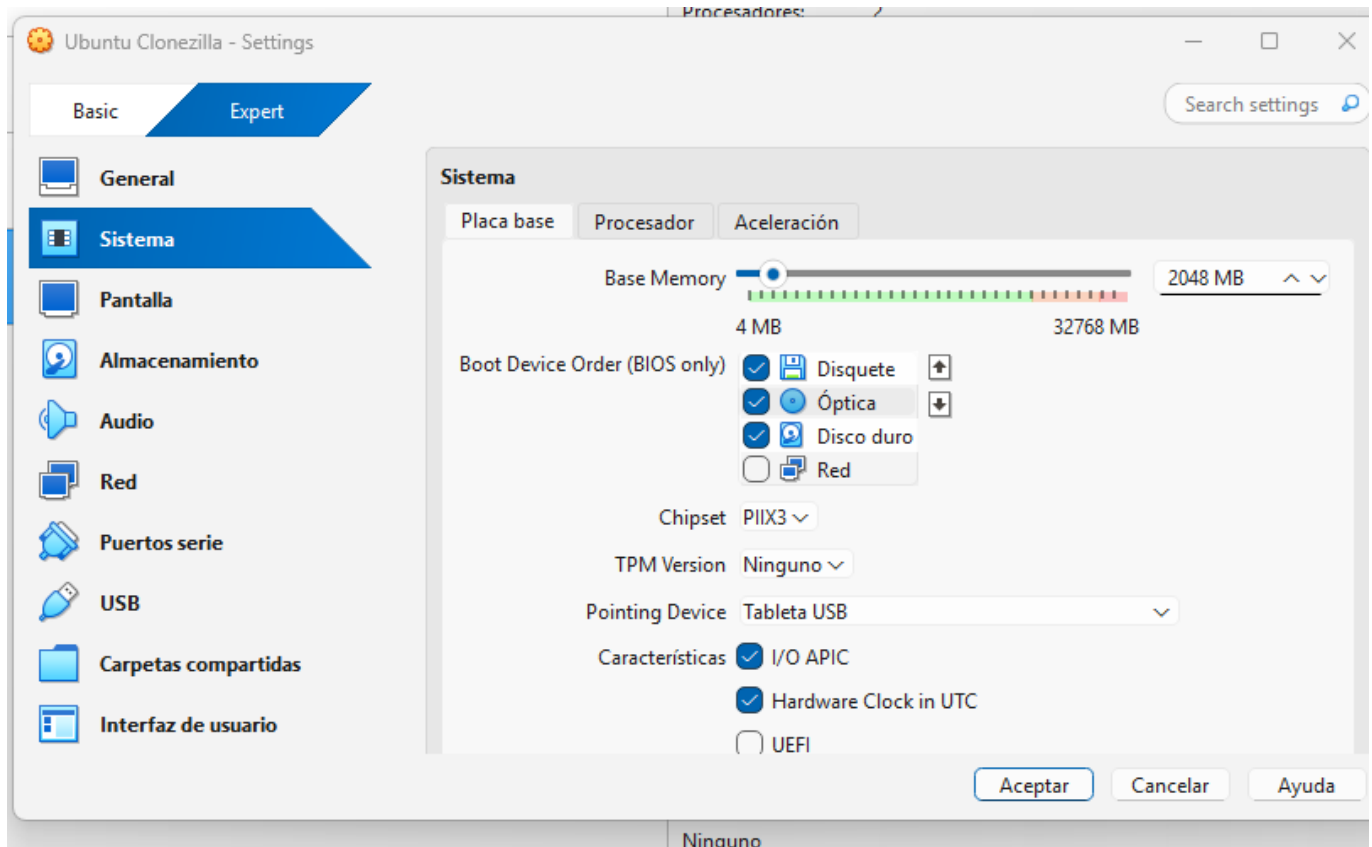 Procesadores: 2
Ubuntu Clonezilla - Settings
Basic
Expert
Search settings
General
Sistema
Pantalla
Almacenamiento
Audio
Red
Puertos serie
USB
Carpetas compartidas
Interfaz de usuario
Sistema
Placa base
Procesador
Aceleración
Base Memory
2048 MB
4 MB
32768 MB
Boot Device Order (BIOS only)
Disquete
Óptica
Disco duro
Red
Chipset PIIX3
TPM Version Ninguno
Pointing Device Tableta USB
Características I/O APIC
Hardware Clock in UTC
UEFI
Aceptar
Cancelar
Ayuda
Ninguno